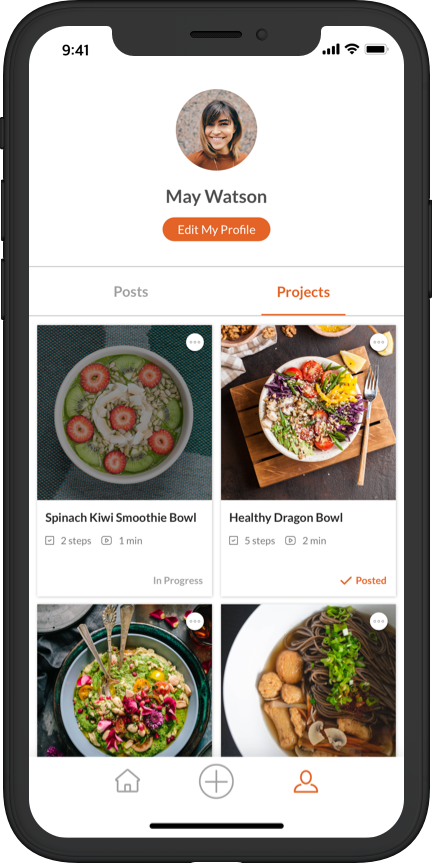 9:41
May Watson
Edit My Profile
Posts
Projects
Spinach Kiwi Smoothie Bowl
2 steps
1 min
In Progress
Healthy Dragon Bowl
5 steps
2 min
Posted